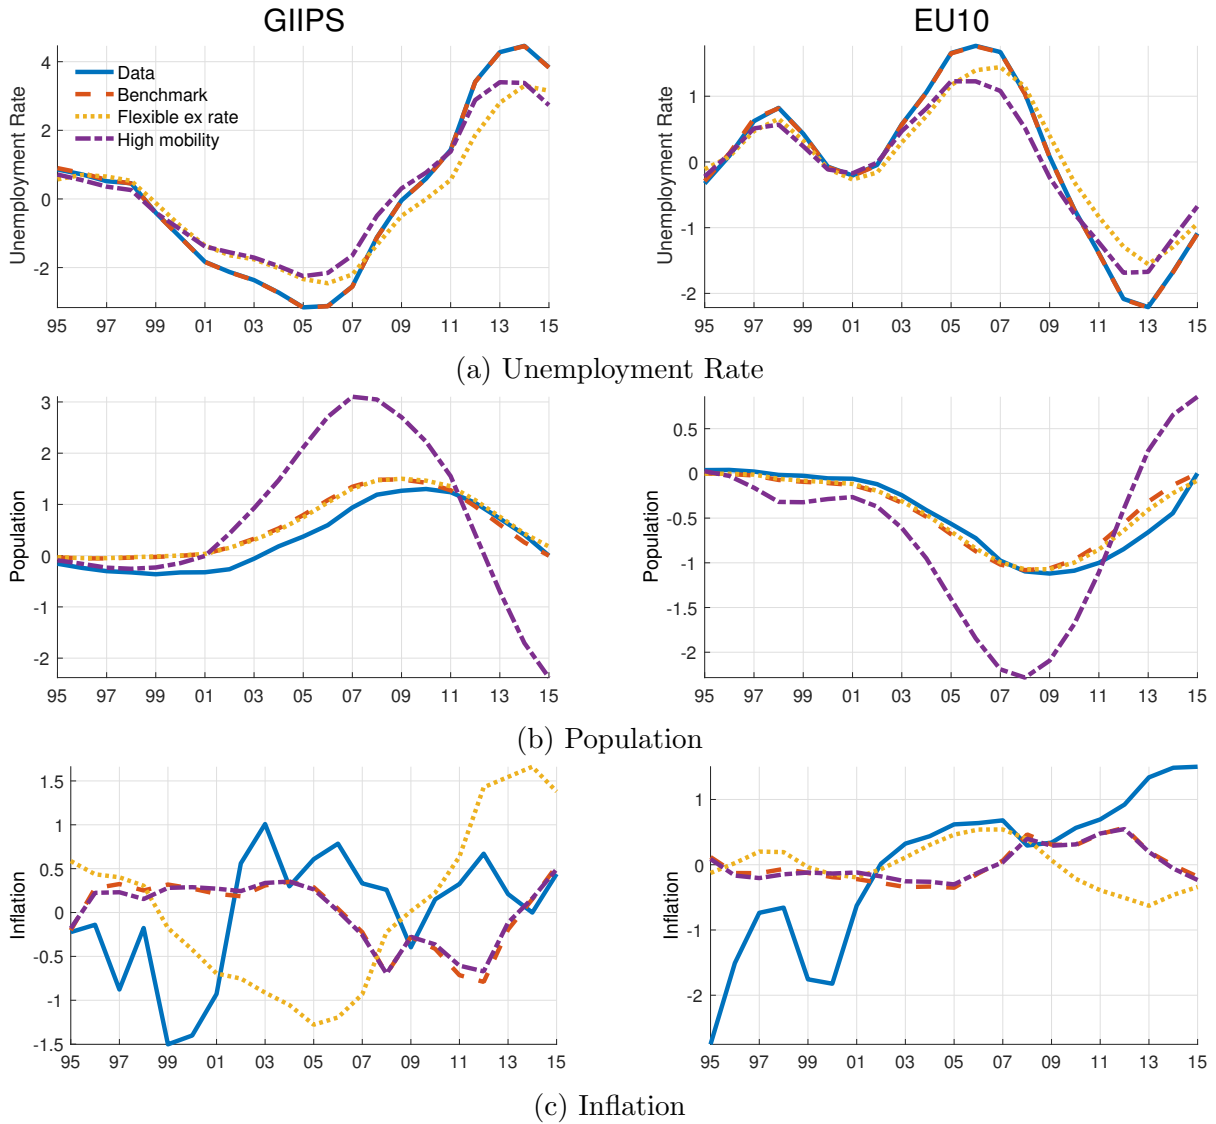 GIIPS
EU10
Unemployment Rate
4
2
0
-2
Data
Benchmark
Flexible ex rate
High mobility
95 97 99 01 03 05 07 09 11 13 15
Unemployment Rate
1
0
-1
-2
95 97 99 01 03 05 07 09 11 13 15
(a) Unemployment Rate
Population
3
2
1
0
-1
-2
95 97 99 01 03 05 07 09 11 13 15
Population
0.5
0
-0.5
-1
-1.5
-2
95 97 99 01 03 05 07 09 11 13 15
(b) Population
Inflation
1.5
1
0.5
0
-0.5
-1
-1.5
95 97 99 01 03 05 07 09 11 13 15
Inflation
1
0
-1
-2
95 97 99 01 03 05 07 09 11 13 15
(c) Inflation